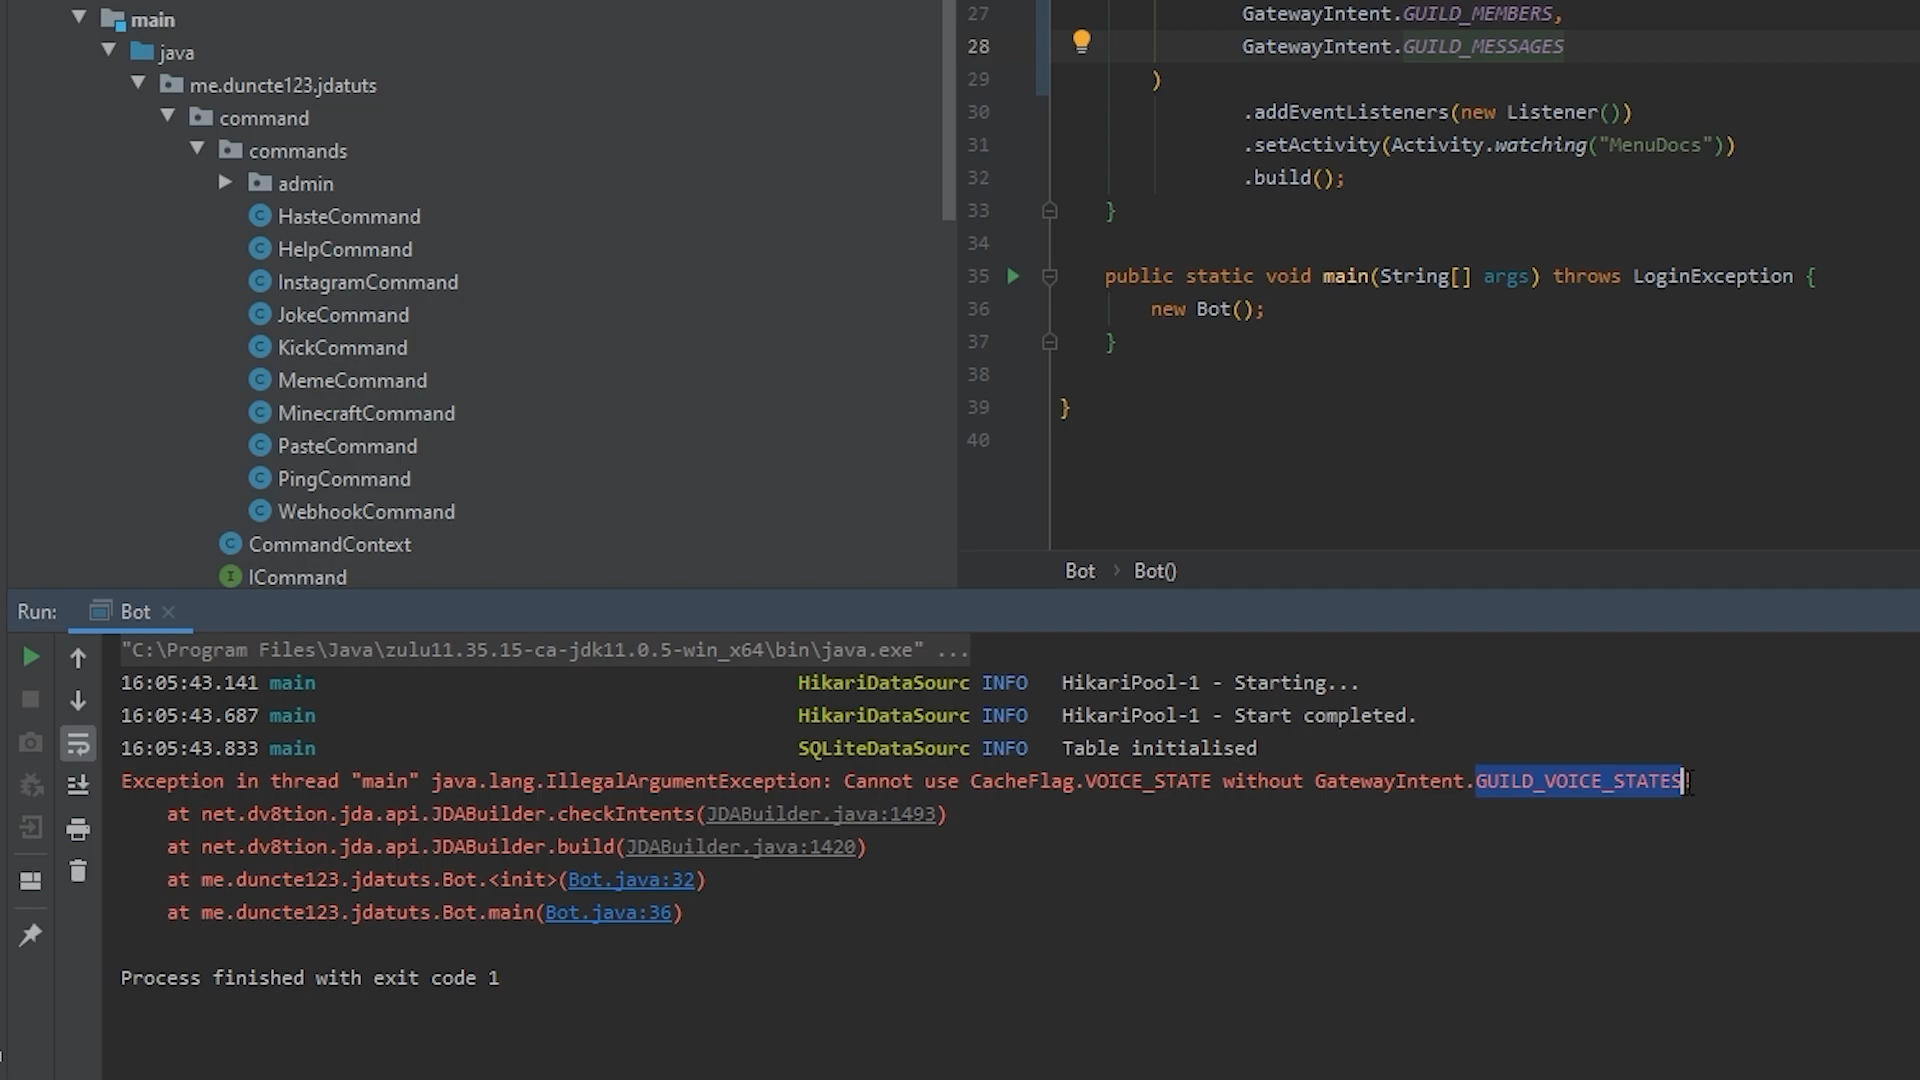 main
java
me.duncte123.jdatuts
command
commands
admin
HasteCommand
HelpCommand
InstagramCommand
JokeCommand
KickCommand
MemeCommand
MinecraftCommand
PasteCommand
PingCommand
WebhookCommand
CommandContext
ICommand
27 GatewayIntent.GUILD_MEMBERS,
28 GatewayIntent.GUILD_MESSAGES
29 )
30 .addEventListeners(new Listener())
31 .setActivity(Activity.watching("MenuDocs"))
32 .build();
33 }
34
35 public static void main(String[] args) throws LoginException {
36 new Bot();
37 }
38
39 }
40
Bot › Bot()
Run: Bot ×
"C:\Program Files\Java\zulu11.35.15-ca-jdk11.0.5-win_x64\bin\java.exe" ...
16:05:43.141 main HikariDataSourc INFO HikariPool-1 - Starting...
16:05:43.687 main HikariDataSourc INFO HikariPool-1 - Start completed.
16:05:43.833 main SQLiteDataSourc INFO Table initialised
Exception in thread "main" java.lang.IllegalArgumentException: Cannot use CacheFlag.VOICE_STATE without GatewayIntent.GUILD_VOICE_STATES!
at net.dv8tion.jda.api.JDABuilder.checkIntents(JDABuilder.java:1493)
at net.dv8tion.jda.api.JDABuilder.build(JDABuilder.java:1420)
at me.duncte123.jdatuts.Bot.<init>(Bot.java:32)
at me.duncte123.jdatuts.Bot.main(Bot.java:36)
Process finished with exit code 1